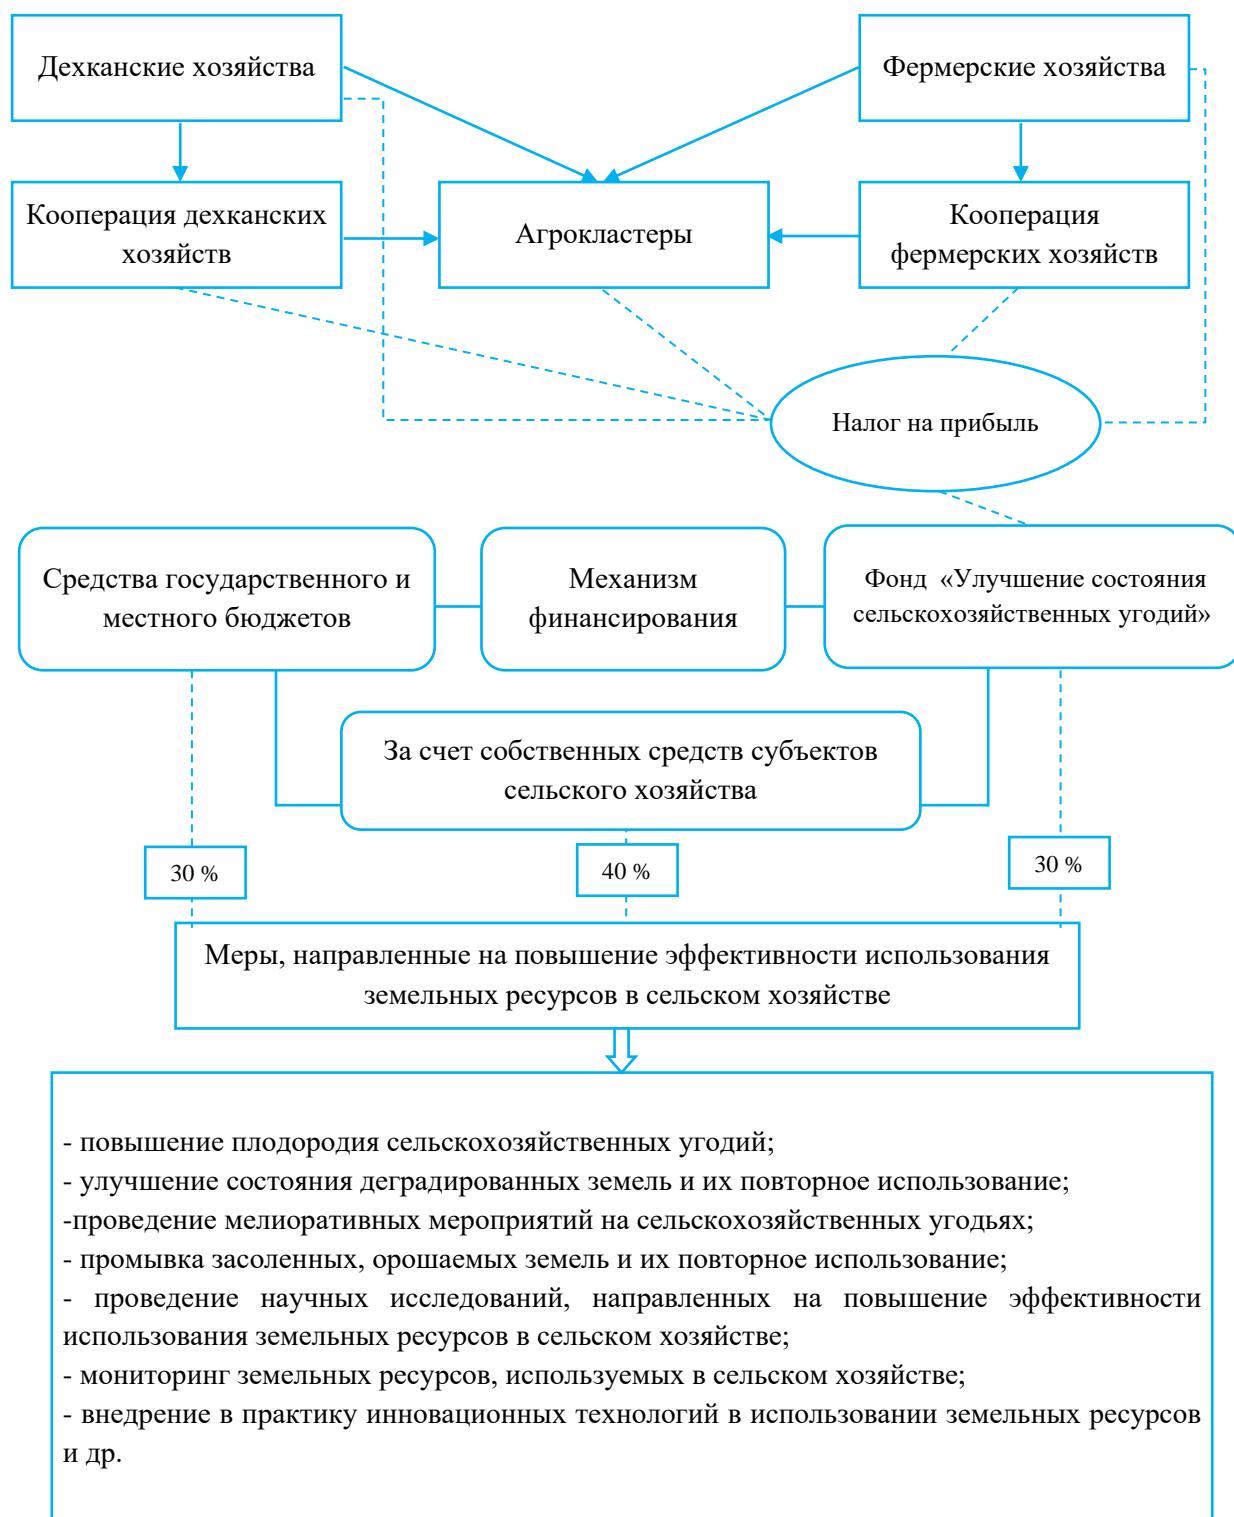 Дехканские хозяйства
Фермерские хозяйства
Кооперация дехканских
хозяйств
Агрокластеры
Кооперация
фермерских хозяйств
Налог на прибыль
Средства государственного и
местного бюджетов
Механизм
финансирования
Фонд «Улучшение состояния
сельскохозяйственных угодий»
За счет собственных средств субъектов
сельского хозяйства
30 %
40 %
30 %
Меры, направленные на повышение эффективности использования
земельных ресурсов в сельском хозяйстве
- повышение плодородия сельскохозяйственных угодий;
- улучшение состояния деградированных земель и их повторное использование;
-проведение мелиоративных мероприятий на сельскохозяйственных угодьях;
- промывка засоленных, орошаемых земель и их повторное использование;
- проведение научных исследований, направленных на повышение эффективности
использования земельных ресурсов в сельском хозяйстве;
- мониторинг земельных ресурсов, используемых в сельском хозяйстве;
- внедрение в практику инновационных технологий в использовании земельных ресурсов
и др.